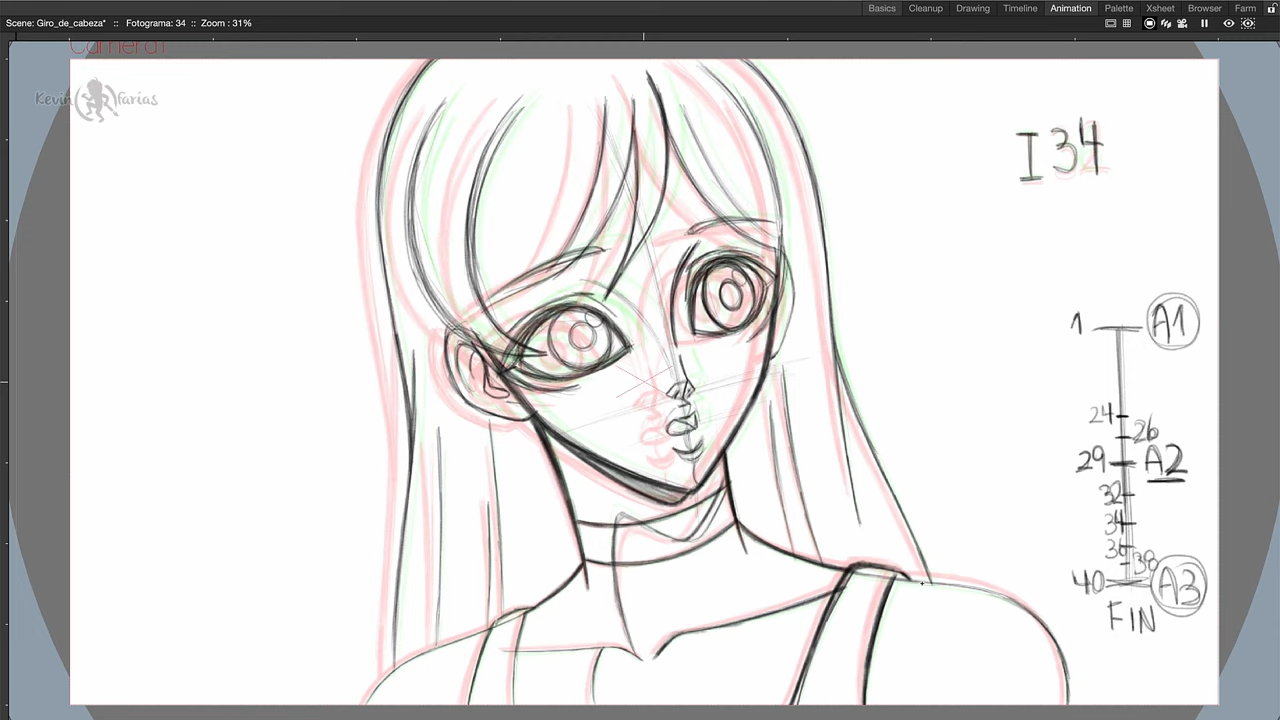 Basics Cleanup Drawing Timeline Animation Palette Xsheet Browser Farm
Scene: Giro_de_cabeza* :: Fotograma: 34 :: Zoom : 31%
Camera1
Kevin farias
I 34
1 A1
24
26
29 A2
32
34
36
38
40 A3
FIN